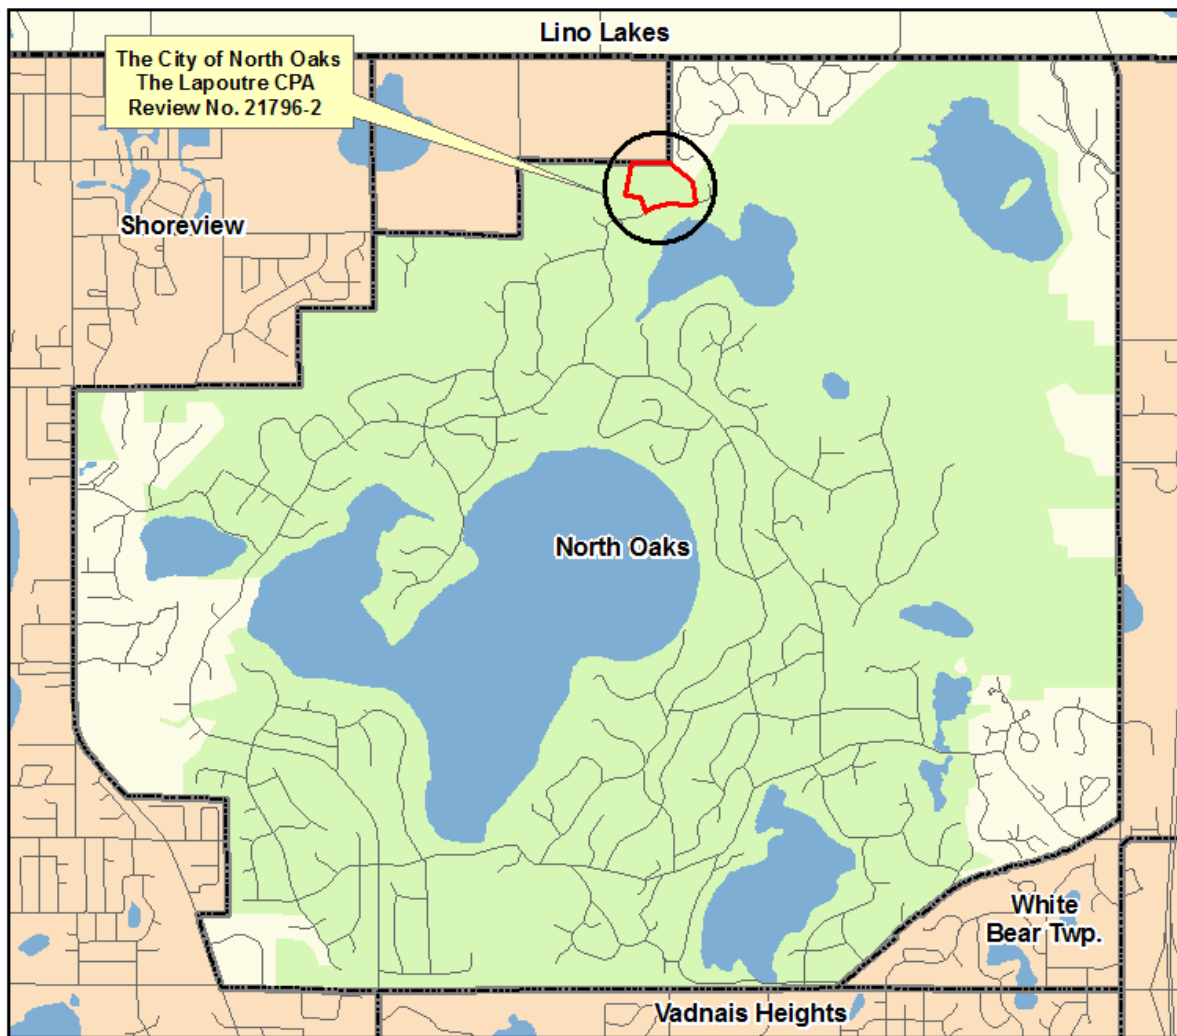 Lino Lakes
The City of North Oaks
The Lapoutre CPA
Review No. 21796-2
Shoreview
North Oaks
White
Bear Twp.
Vadnais Heights